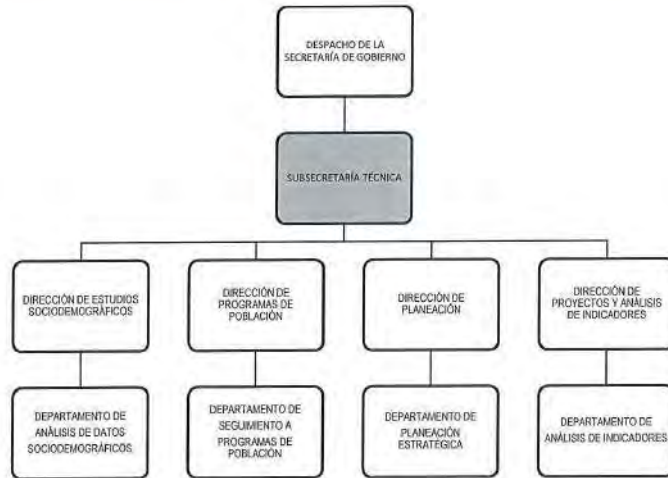 DESPACHO DE LA
SECRETARÍA DE GOBIERNO
SUBSECRETARÍA TÉCNICA
DIRECCIÓN DE ESTUDIOS
SOCIODEMOGRÁFICOS
DIRECCIÓN DE
PROGRAMAS DE
POBLACIÓN
DIRECCIÓN DE
PLANEACIÓN
DIRECCIÓN DE
PROYECTOS Y ANÁLISIS
DE INDICADORES
DEPARTAMENTO DE
ANÁLISIS DE DATOS
SOCIODEMOGRÁFICOS
DEPARTAMENTO DE
SEGUIMIENTO A
PROGRAMAS DE
POBLACIÓN
DEPARTAMENTO DE
PLANEACIÓN
ESTRATÉGICA
DEPARTAMENTO DE
ANÁLISIS DE INDICADORES